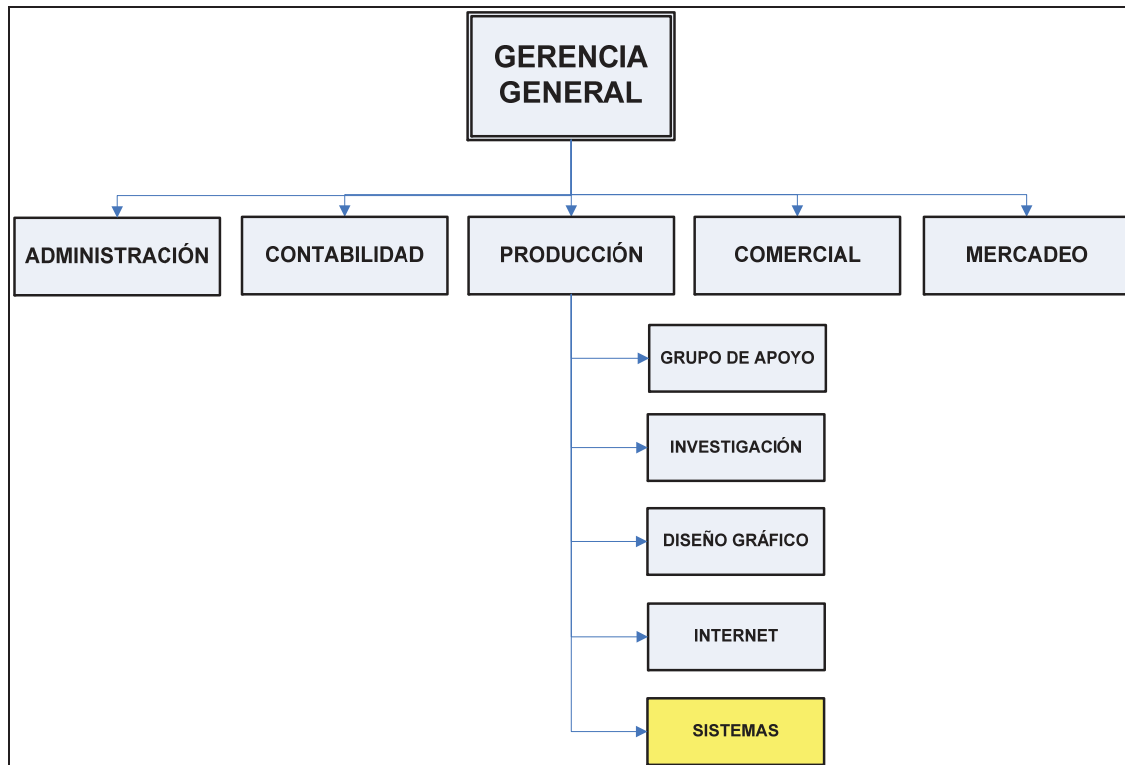 GERENCIA
GENERAL
ADMINISTRACIÓN
CONTABILIDAD
PRODUCCIÓN
COMERCIAL
MERCADEO
GRUPO DE APOYO
INVESTIGACIÓN
DISEÑO GRÁFICO
INTERNET
SISTEMAS